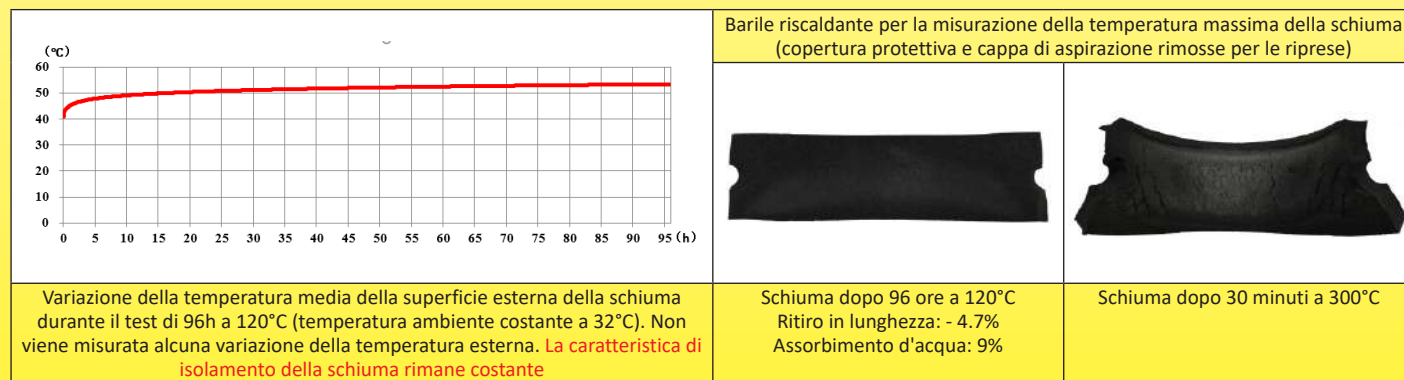 Barile riscaldante per la misurazione della temperatura massima della schiuma
(copertura protettiva e cappa di aspirazione rimosse per le riprese)
(℃)
60
50
40
30
20
10
0
0 5 10 15 20 25 30 35 40 45 50 55 60 65 70 75 80 85 90 95 (h)
Variazione della temperatura media della superficie esterna della schiuma
durante il test di 96h a 120°C (temperatura ambiente costante a 32°C). Non
viene misurata alcuna variazione della temperatura esterna. La caratteristica di
isolamento della schiuma rimane costante
Schiuma dopo 96 ore a 120°C
Ritiro in lunghezza: - 4.7%
Assorbimento d'acqua: 9%
Schiuma dopo 30 minuti a 300°C